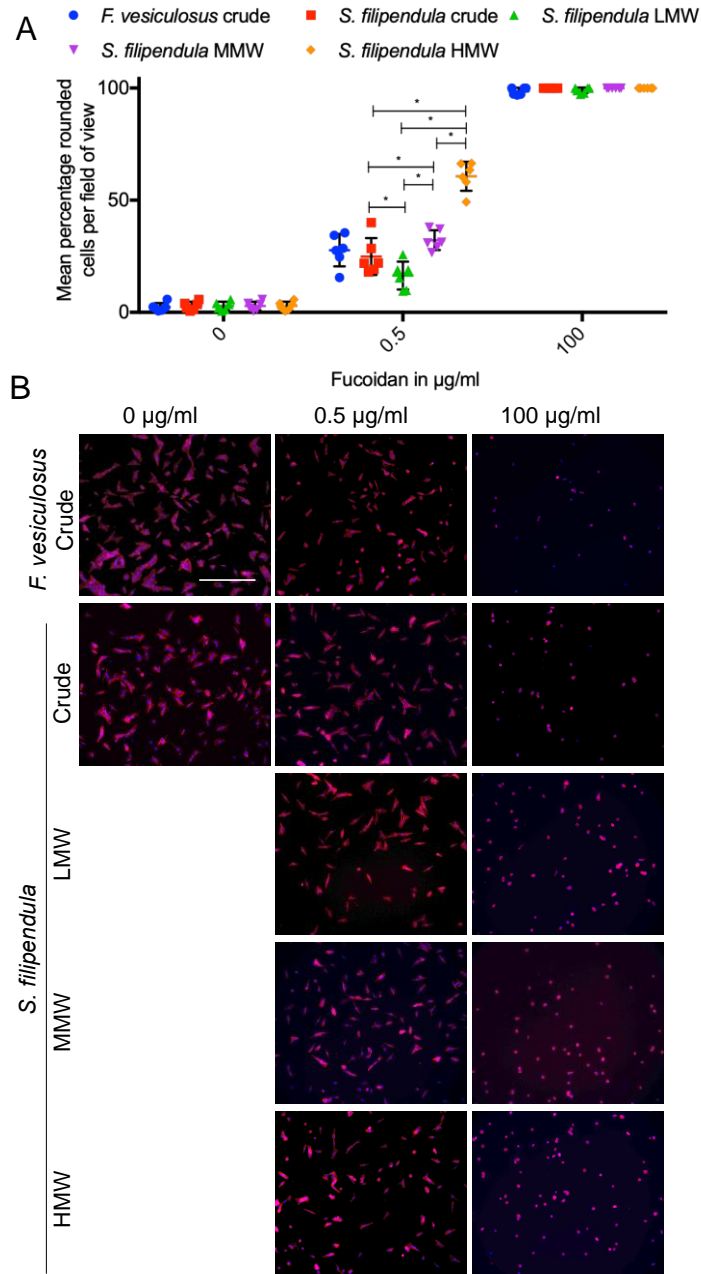 A
F. vesiculosus crude
S. filipendula crude
S. filipendula LMW
S. filipendula MMW
S. filipendula HMW
Mean percentage rounded
cells per field of view
100
50
0
* * * * * *
0
0.5
100
Fucoidan in µg/ml
B
0 µg/ml
0.5 µg/ml
100 µg/ml
F. vesiculosus
Crude
S. filipendula
Crude
LMW
MMW
HMW